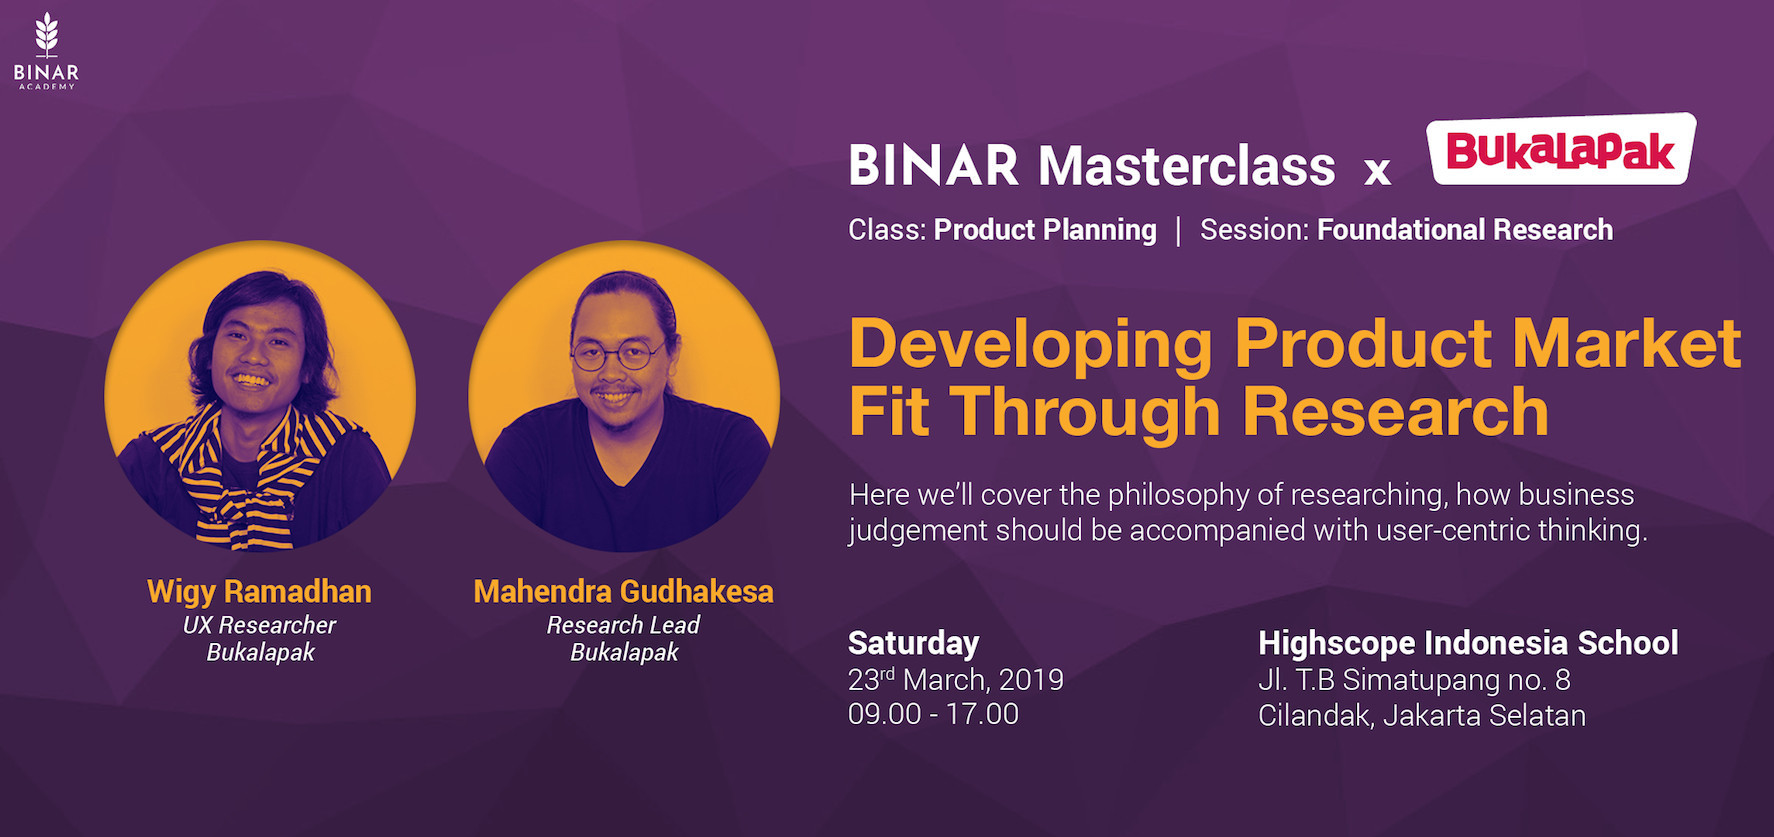 BINAR
ACADEMY
BINAR Masterclass x Bukalapak
Class: Product Planning | Session: Foundational Research
Developing Product Market
Fit Through Research
Here we'll cover the philosophy of researching, how business
judgement should be accompanied with user-centric thinking.
Wigy Ramadhan
UX Researcher
Bukalapak
Mahendra Gudhakesa
Research Lead
Bukalapak
Saturday
23rd March, 2019
09.00 - 17.00
Highscope Indonesia School
Jl. T.B Simatupang no. 8
Cilandak, Jakarta Selatan